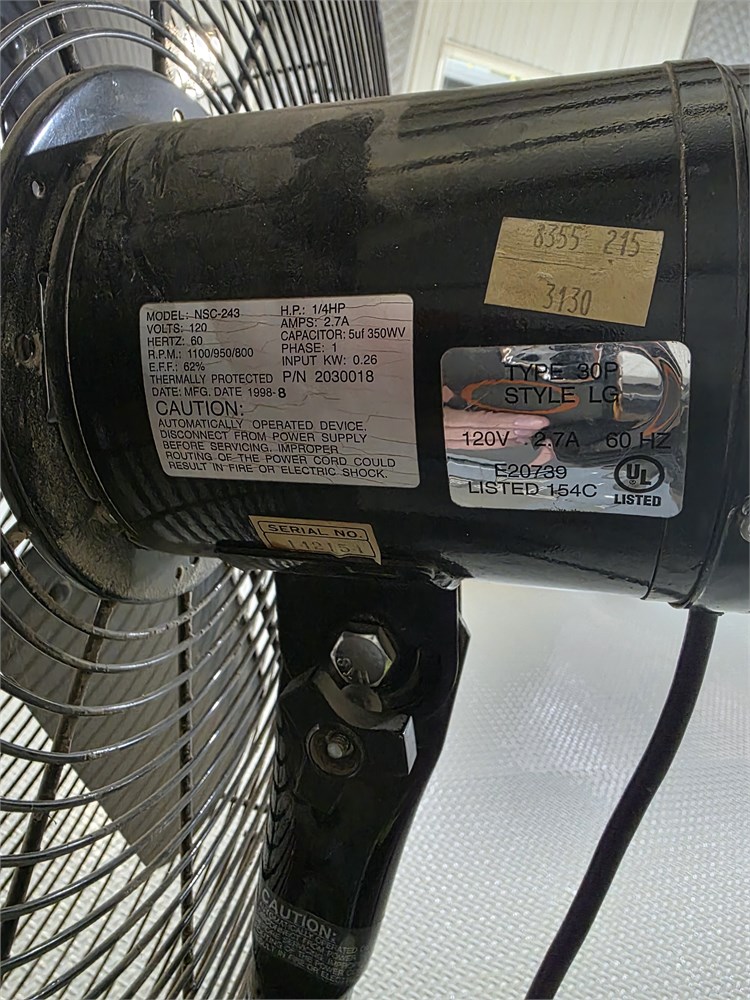 8355 215
3130
MODEL: NSC-243 H.P.: 1/4HP
VOLTS: 120 AMPS: 2.7A
HERTZ: 60 CAPACITOR: 5uf 350WV
R.P.M.: 1100/950/800 PHASE: 1
E.F.F.: 62% INPUT KW: 0.26
THERMALLY PROTECTED P/N 2030018
DATE: MFG. DATE 1998-8
CAUTION:
AUTOMATICALLY OPERATED DEVICE.
DISCONNECT FROM POWER SUPPLY
BEFORE SERVICING. IMPROPER
ROUTING OF THE POWER CORD COULD
RESULT IN FIRE OR ELECTRIC SHOCK.
TYPE 30P
STYLE LG
120V 2.7A 60 HZ
E20739
LISTED 154C
UL
LISTED
SERIAL NO.
CAUTION: